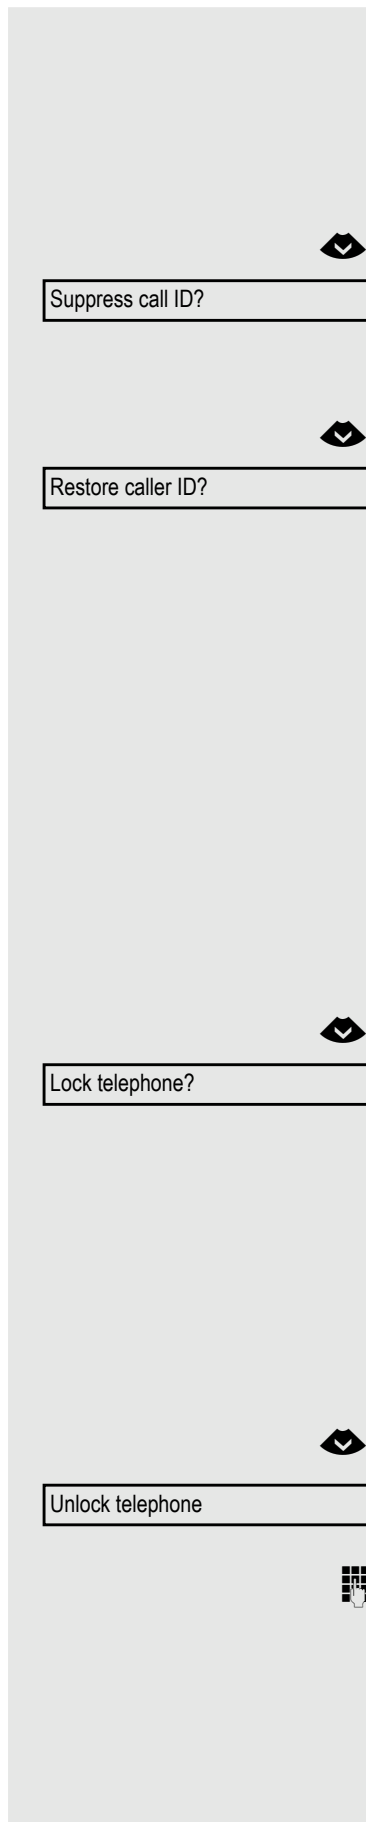 Suppress call ID?
Restore caller ID?
Lock telephone?
Unlock telephone